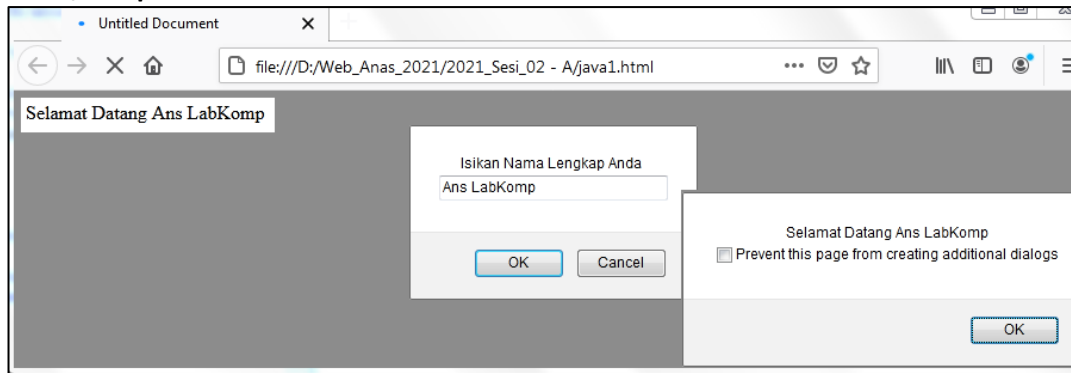 Untitled Document
file:///D:/Web_Anas_2021/2021_Sesi_02 - A/java1.html
Selamat Datang Ans LabKomp
Isikan Nama Lengkap Anda
Ans LabKomp
OK Cancel
Selamat Datang Ans LabKomp
Prevent this page from creating additional dialogs
OK